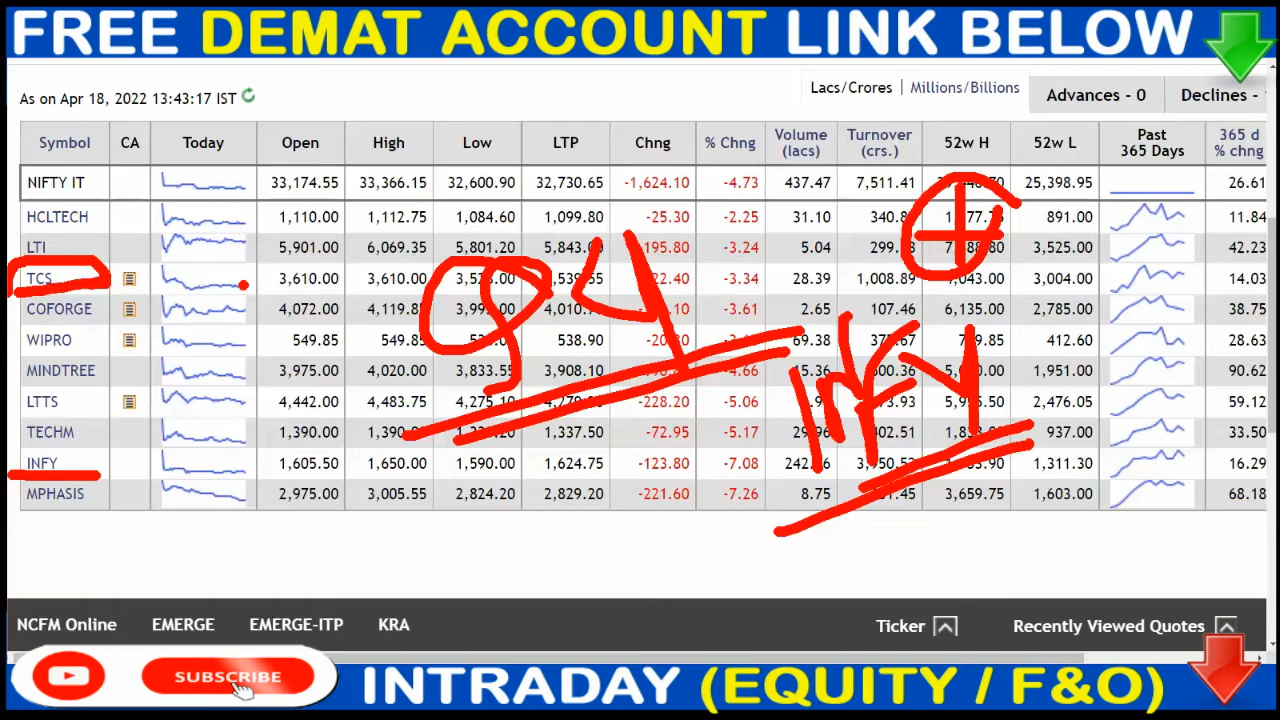 FREE DEMAT ACCOUNT LINK BELOW
Lacs/Crores | Millions/Billions
As on Apr 18, 2022 13:43:17 IST
Advances - 0 Declines -
Symbol CA Today Open High Low LTP Chng % Chng Volume (lacs) Turnover (crs.) 52w H 52w L Past 365 Days 365 d % chng
NIFTY IT 33,174.55 33,366.15 32,600.90 32,730.65 -1,624.10 -4.73 437.47 7,511.41 25,398.95 26.61
HCLTECH 1,110.00 1,112.75 1,084.60 1,099.80 -25.30 -2.25 31.10 891.00 11.84
LTI 5,901.00 6,069.35 5,801.20 -3.24 5.04 3,525.00 42.23
TCS 3,610.00 3,610.00 -3.34 28.39 1,008.89 3,004.00 14.03
COFORGE 4,072.00 -3.61 2.65 107.46 6,135.00 2,785.00 38.75
WIPRO 549.85 549.85 538.90 69.38 412.60 28.63
MINDTREE 3,975.00 4,020.00 3,833.55 3,908.10 1,951.00 90.62
LTTS 4,442.00 4,483.75 4,275.10 -228.20 -5.06 2,476.05 59.12
TECHM 1,390.00 1,337.50 -72.95 -5.17 937.00 33.50
INFY 1,605.50 1,650.00 1,590.00 1,624.75 -123.80 -7.08 1,311.30 16.29
MPHASIS 2,975.00 3,005.55 2,824.20 2,829.20 -221.60 -7.26 8.75 3,659.75 1,603.00 68.18
94
INFY
NCFM Online EMERGE EMERGE-ITP KRA Ticker Recently Viewed Quotes
SUBSCRIBE
INTRADAY (EQUITY / F&O)